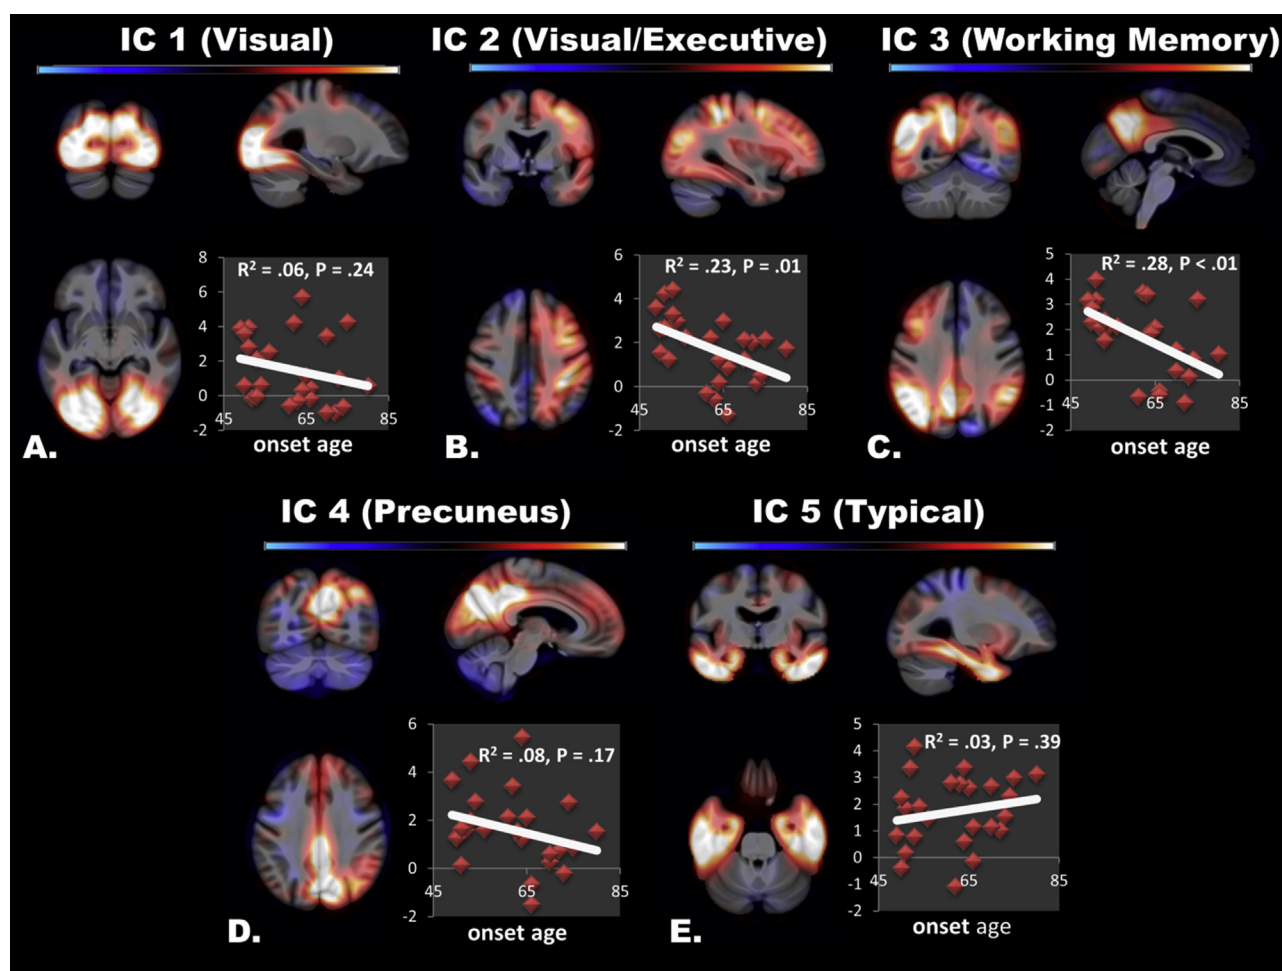 IC 1 (Visual)
IC 2 (Visual/Executive)
IC 3 (Working Memory)
8
6
4
2
0
-2
R² = .06, P = .24
45
65
85
onset age
A.
6
4
2
0
-2
R² = .23, P = .01
45
65
85
onset age
B.
5
4
3
2
1
0
-1
-2
R² = .28, P < .01
45
65
85
onset age
C.
IC 4 (Precuneus)
IC 5 (Typical)
6
4
2
0
-2
R² = .08, P = .17
45
65
85
onset age
D.
5
4
3
2
1
0
-1
-2
R² = .03, P = .39
45
65
85
onset age
E.